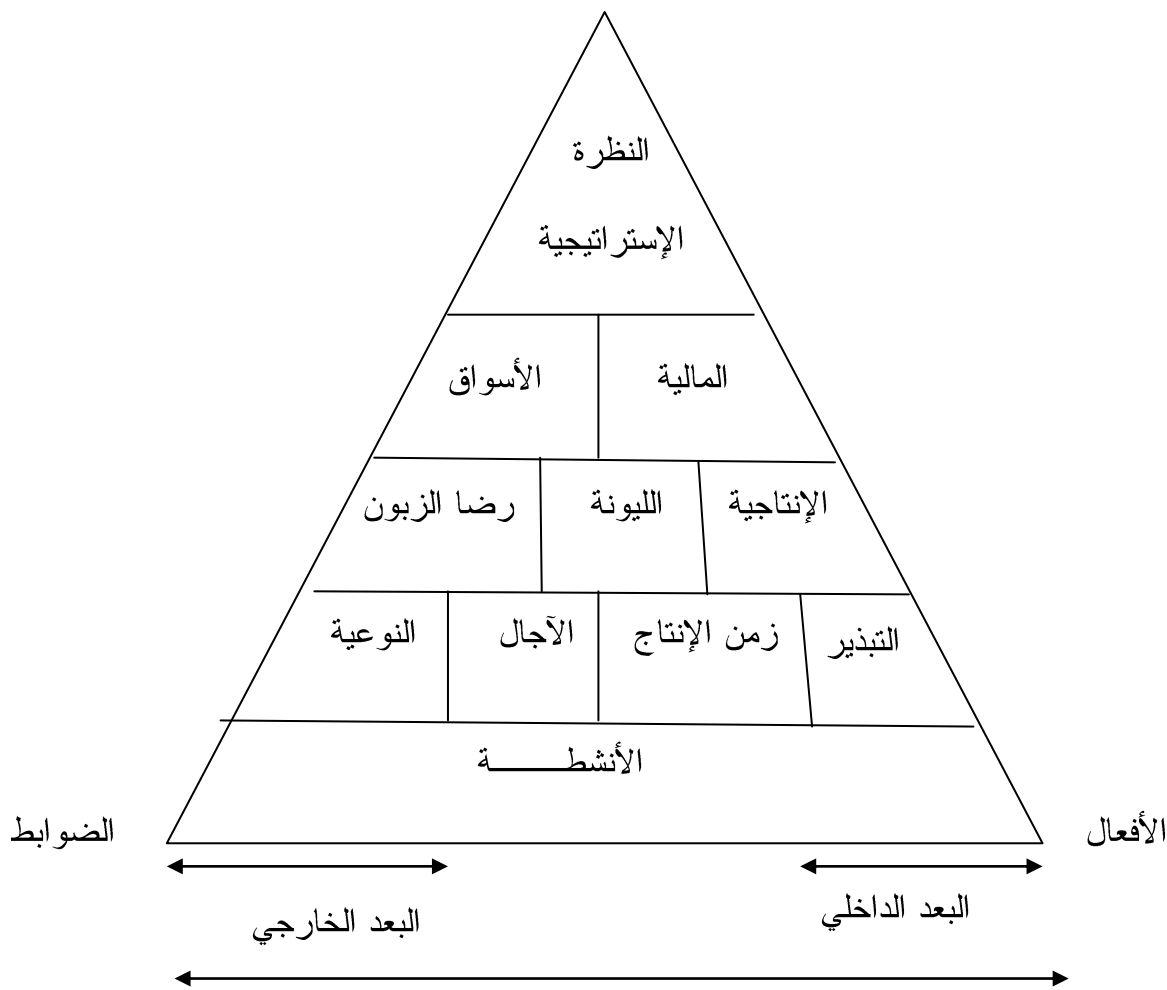 النظرة
الإستراتيجية
المالية
الأسواق
الإنتاجية
الليونة
رضا الزبون
التبذير
زمن الإنتاج
الآجال
النوعية
الأنشطـــــــــة
الأفعال
الضوابط
البعد الداخلي
البعد الخارجي